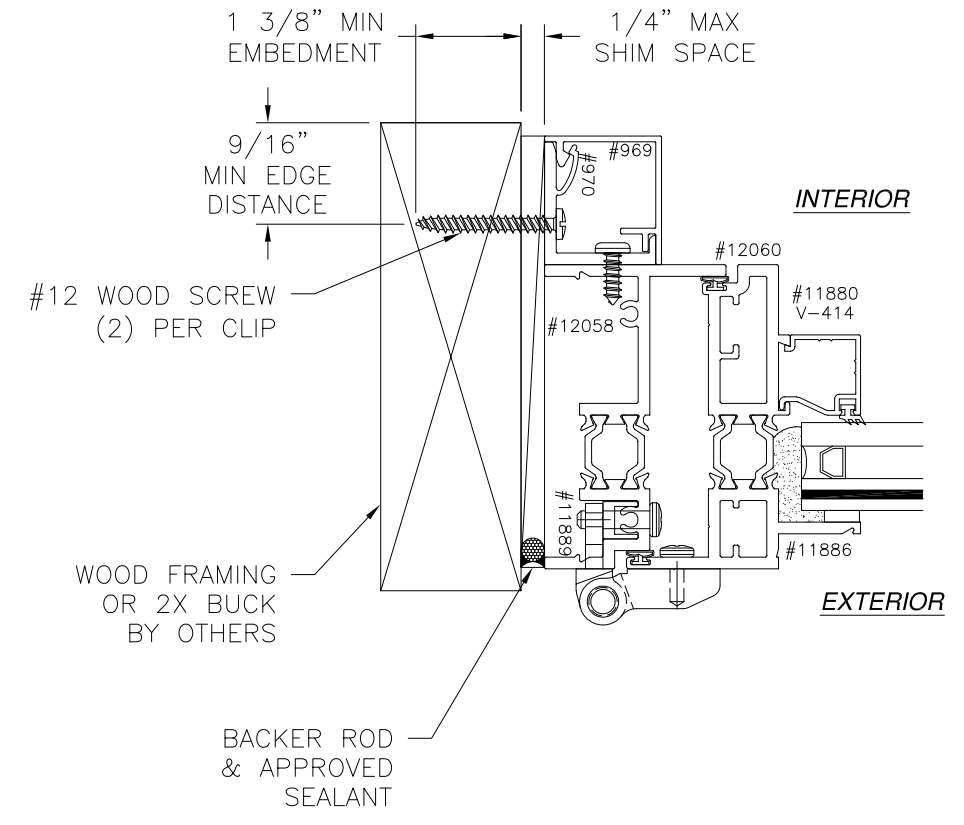 1 3/8” MIN
EMBEDMENT
1/4” MAX
SHIM SPACE
9/16”
MIN EDGE
DISTANCE
#969
#970
INTERIOR
#12060
#12 WOOD SCREW
(2) PER CLIP
#11880
V-414
#12058
#11889
#11886
WOOD FRAMING
OR 2X BUCK
BY OTHERS
EXTERIOR
BACKER ROD
& APPROVED
SEALANT